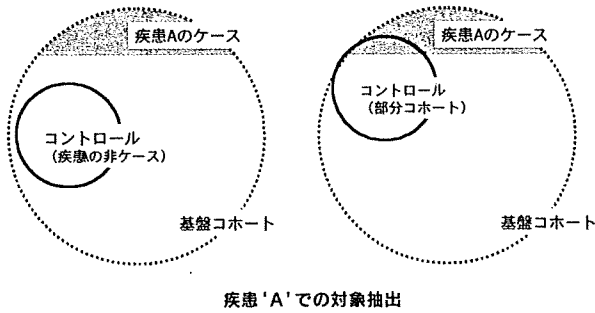 疾患Aのケース
コントロール
(疾患Aの非ケース)
基盤コホート
疾患Aのケース
コントロール
(部分コホート)
基盤コホート
疾患'A'での対象抽出